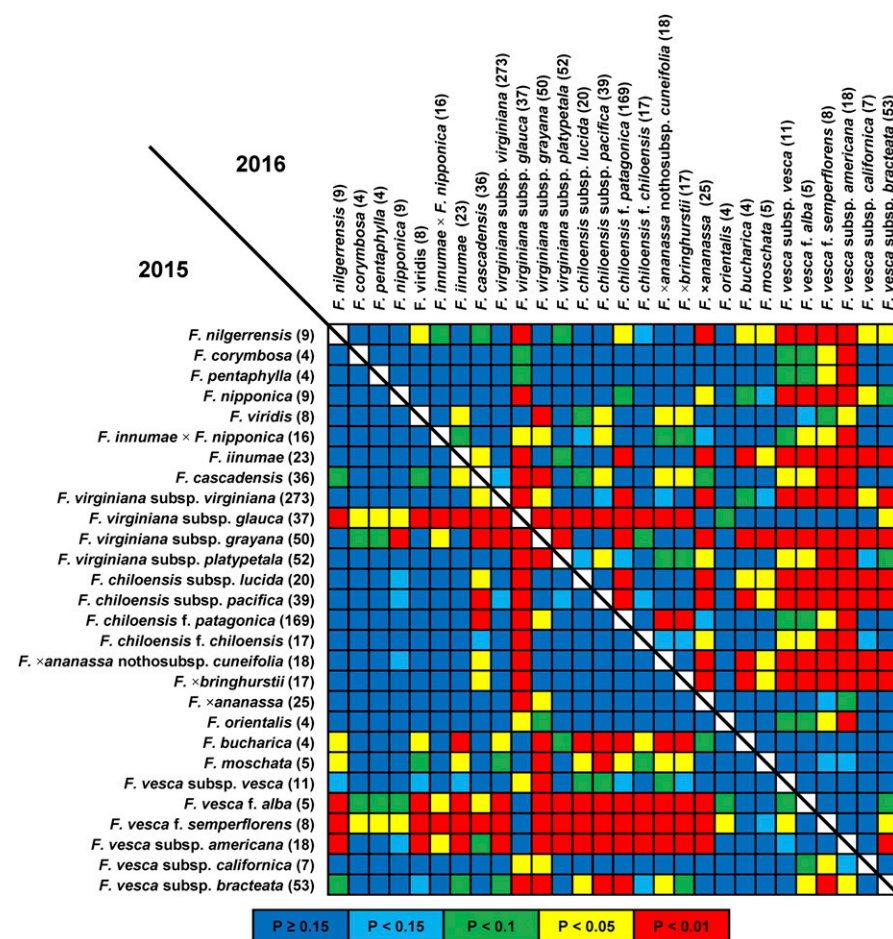 2016
2015
F. nilgerrensis (9)
F. corymbosa (4)
F. pentaphylla (4)
F. nipponica (9)
F. viridis (8)
F. innumae × F. nipponica (16)
F. iinumae (23)
F. cascadensis (36)
F. virginiana subsp. virginiana (273)
F. virginiana subsp. glauca (37)
F. virginiana subsp. grayana (50)
F. virginiana subsp. platypetala (52)
F. chiloensis subsp. lucida (20)
F. chiloensis subsp. pacifica (39)
F. chiloensis f. patagonica (169)
F. chiloensis f. chiloensis (17)
F. ×ananassa nothosubsp. cuneifolia (18)
F. ×bringhurstii (17)
F. ×ananassa (25)
F. orientalis (4)
F. bucharica (4)
F. moschata (5)
F. vesca subsp. vesca (11)
F. vesca f. alba (5)
F. vesca f. semperflorens (8)
F. vesca subsp. americana (18)
F. vesca subsp. californica (7)
F. vesca subsp. bracteata (53)
F. nilgerrensis (9)
F. corymbosa (4)
F. pentaphylla (4)
F. nipponica (9)
F. viridis (8)
F. innumae × F. nipponica (16)
F. iinumae (23)
F. cascadensis (36)
F. virginiana subsp. virginiana (273)
F. virginiana subsp. glauca (37)
F. virginiana subsp. grayana (50)
F. virginiana subsp. platypetala (52)
F. chiloensis subsp. lucida (20)
F. chiloensis subsp. pacifica (39)
F. chiloensis f. patagonica (169)
F. chiloensis f. chiloensis (17)
F. ×ananassa nothosubsp. cuneifolia (18)
F. ×bringhurstii (17)
F. ×ananassa (25)
F. orientalis (4)
F. bucharica (4)
F. moschata (5)
F. vesca subsp. vesca (11)
F. vesca f. alba (5)
F. vesca f. semperflorens (8)
F. vesca subsp. americana (18)
F. vesca subsp. californica (7)
F. vesca subsp. bracteata (53)
P ≥ 0.15 P < 0.15 P < 0.1 P < 0.05 P < 0.01